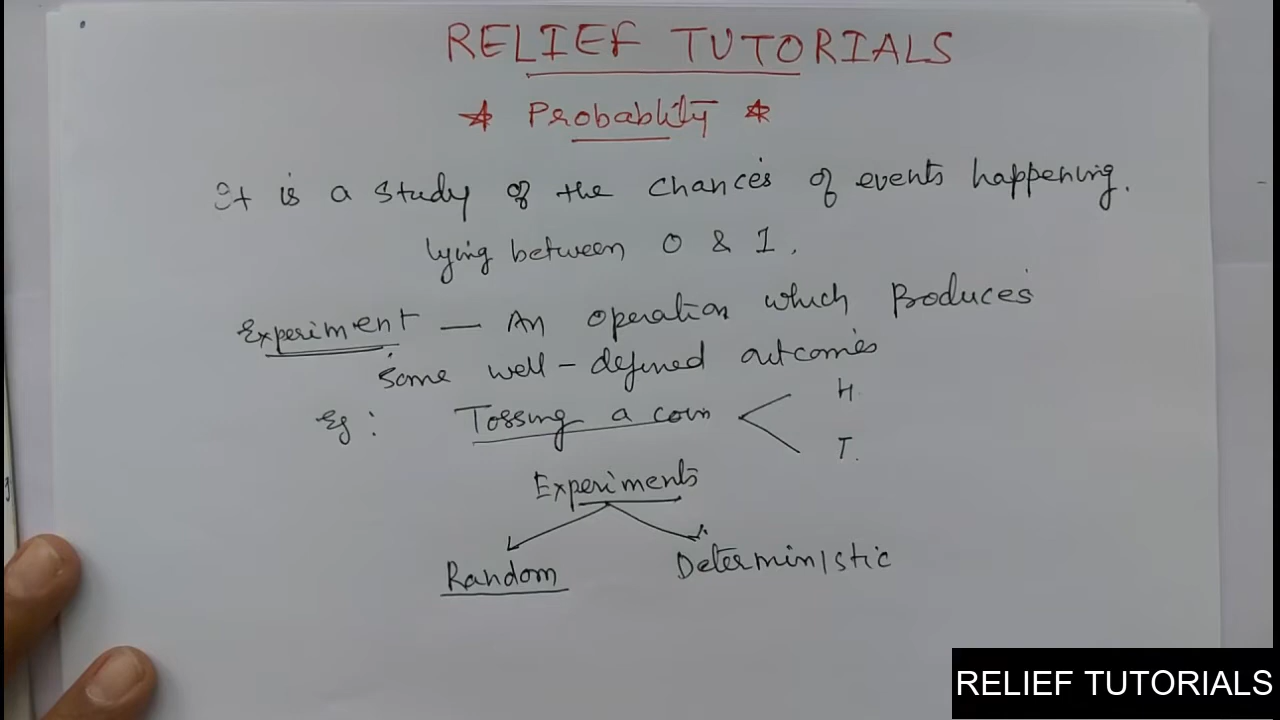 RELIEF TUTORIALS
* Probablity *
It is a study of the chances of events happening.
lying between 0 & 1.
Experiment — An operation which Produces
some well-defined outcomes
Eg : Tossing a coin
H.
T.
Experiments
Random Deterministic
RELIEF TUTORIALS